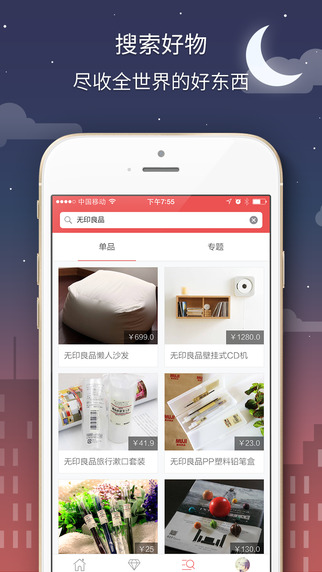 搜索好物
尽收全世界的好东西
中国移动
下午7:55
无印良品
单品
专题
¥699.0
¥1280.0
无印良品懒人沙发
无印良品壁挂式CD机
¥41.9
MUJI
¥23.0
无印良品旅行漱口套装
无印良品PP塑料铅笔盒
¥25
¥130.0